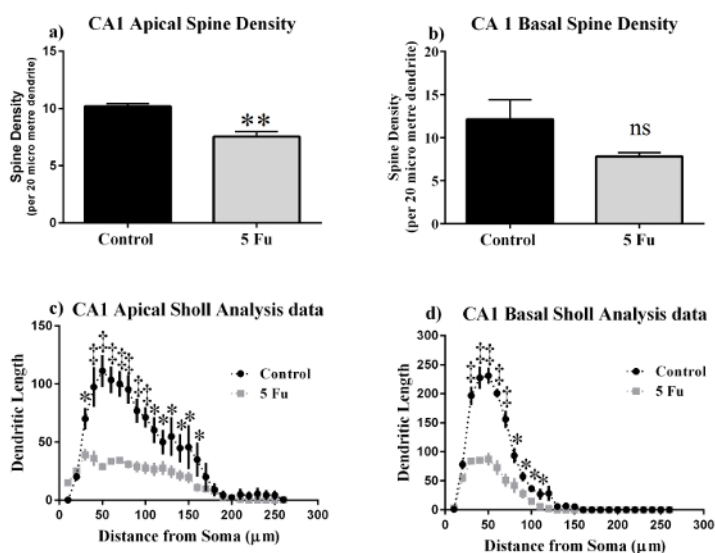 a) CA1 Apical Spine Density
Spine Density
(per 20 micro metre dendrite)
15
10
5
0
**
Control
5 Fu
b) CA 1 Basal Spine Density
Spine Density
(per 20 micro metre dendrite)
20
15
10
5
0
ns
Control
5 Fu
c) CA1 Apical Sholl Analysis data
Dendritic Length
150
100
50
0
* ‡ ‡ ‡ ‡ ‡ ‡ ‡ * * * * * *
Control
5 Fu
0 50 100 150 200 250 300
Distance from Soma (μm)
d) CA1 Basal Sholl Analysis data
Dendritic Length
300
250
200
150
100
50
0
‡ ‡ ‡ ‡ ‡ * * * *
Control
5 Fu
0 50 100 150 200 250 300
Distance from Soma (μm)